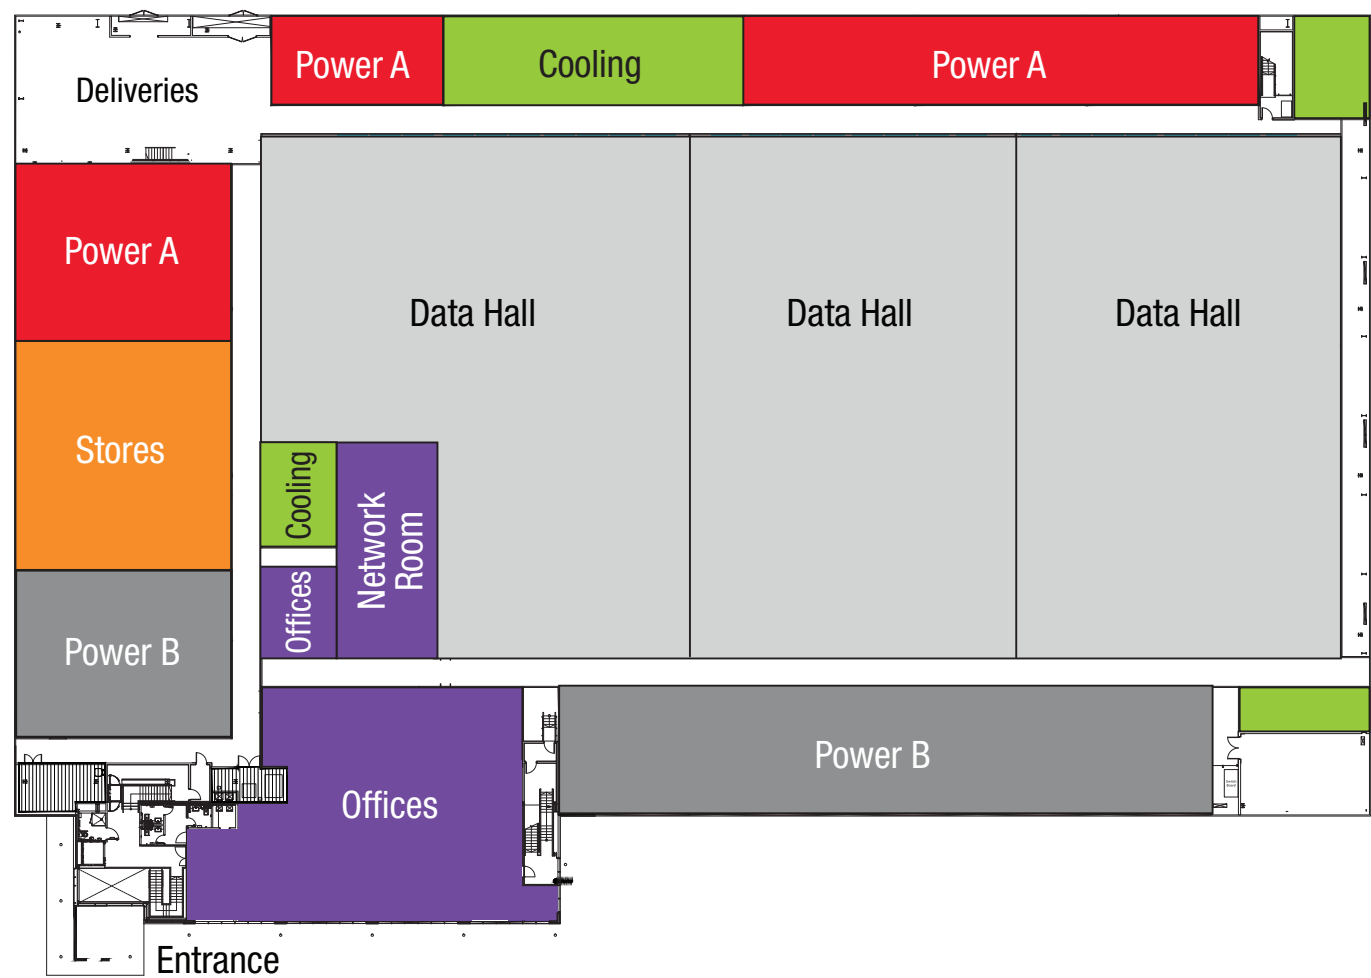 Power A
Cooling
Power A
Deliveries
Power A
Data Hall
Data Hall
Data Hall
Stores
Cooling
Network
Room
Offices
Power B
Power B
Offices
Entrance